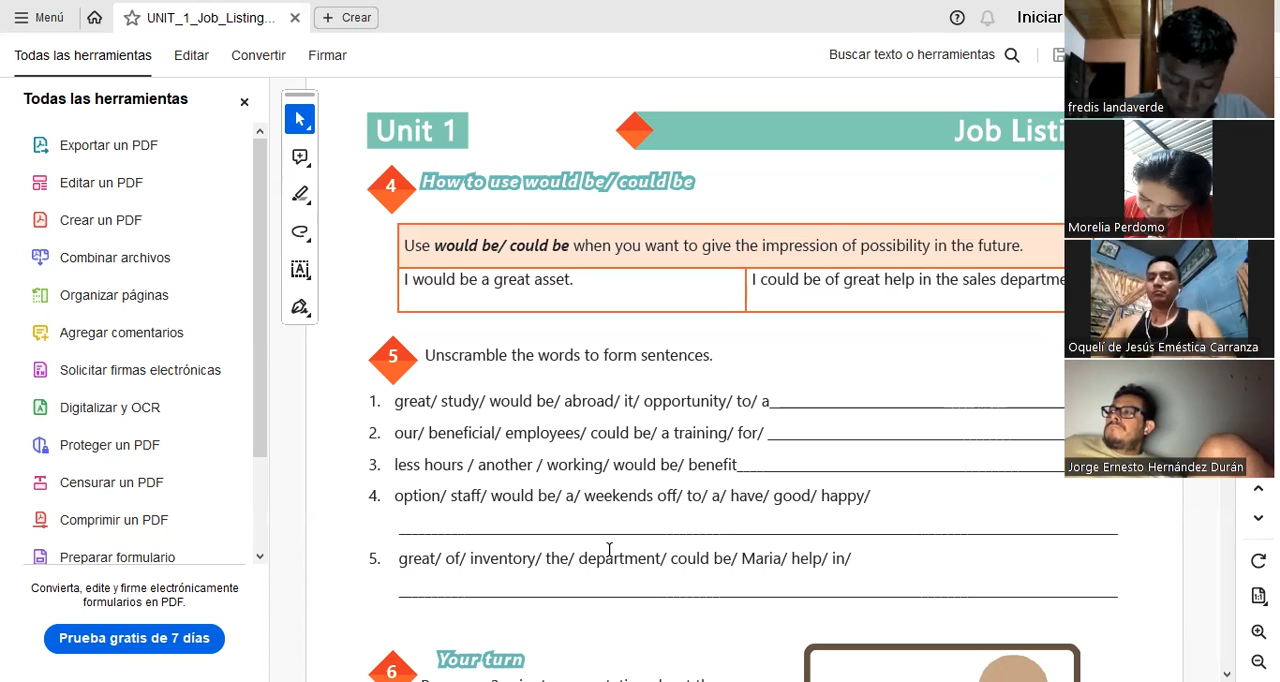 Menú
UNIT_1_Job_Listing...
Crear
Iniciar
Todas las herramientas
Editar
Convertir
Firmar
Buscar texto o herramientas
Todas las herramientas
Exportar un PDF
Editar un PDF
Crear un PDF
Combinar archivos
Organizar páginas
Agregar comentarios
Solicitar firmas electrónicas
Digitalizar y OCR
Proteger un PDF
Censurar un PDF
Comprimir un PDF
Preparar formulario
Convierta, edite y firme electrónicamente
formularios en PDF.
Prueba gratis de 7 días
Unit 1
Job Listi
4 How to use would be/ could be
Use would be/ could be when you want to give the impression of possibility in the future.
I would be a great asset.
I could be of great help in the sales departme
5 Unscramble the words to form sentences.
1. great/ study/ would be/ abroad/ it/ opportunity/ to/ a
2. our/ beneficial/ employees/ could be/ a training/ for/
3. less hours / another / working/ would be/ benefit
4. option/ staff/ would be/ a/ weekends off/ to/ a/ have/ good/ happy/
5. great/ of/ inventory/ the/ department/ could be/ Maria/ help/ in/
6 Your turn
fredis landaverde
Morelia Perdomo
Oquelí de Jesús Eméstica Carranza
Jorge Ernesto Hernández Durán